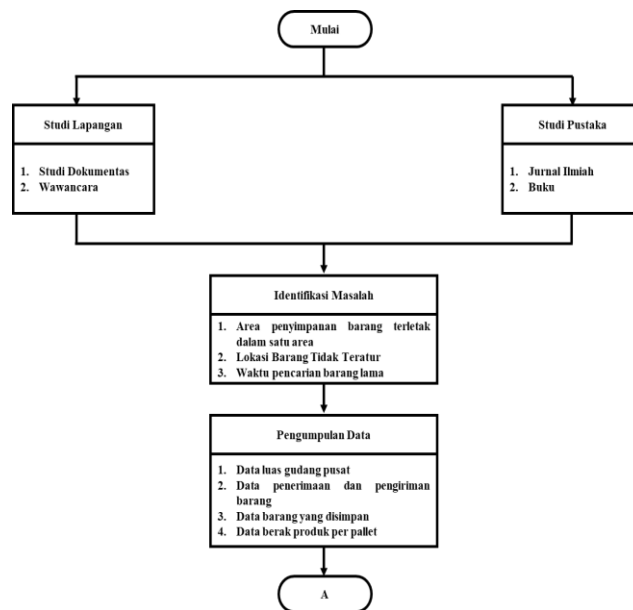 Mulai
Studi Lapangan
1. Studi Dokumentas
2. Wawancara
Studi Pustaka
1. Jurnal Ilmiah
2. Buku
Identifikasi Masalah
1. Area penyimpanan barang terletak
dalam satu area
2. Lokasi Barang Tidak Teratur
3. Waktu pencarian barang lama
Pengumpulan Data
1. Data luas gudang pusat
2. Data penerimaan dan pengiriman
barang
3. Data barang yang disimpan
4. Data berak produk per pallet
A